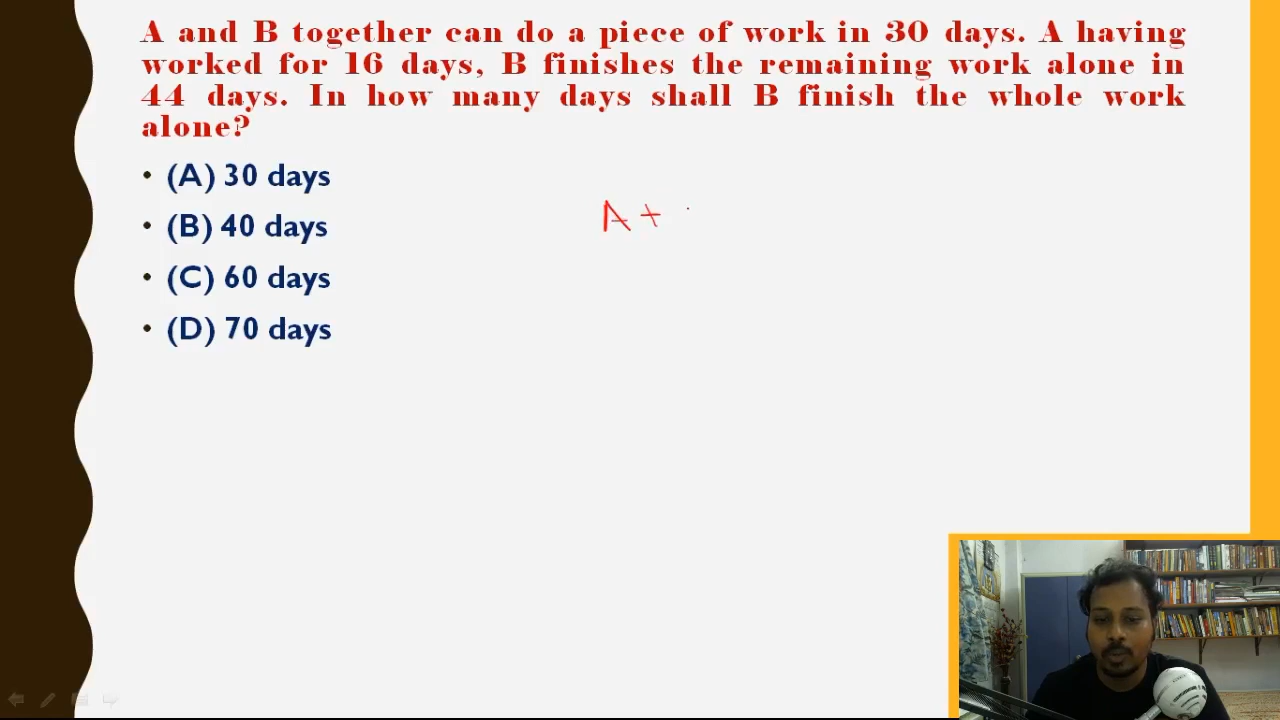 A and B together can do a piece of work in 30 days. A having
worked for 16 days, B finishes the remaining work alone in
44 days. In how many days shall B finish the whole work
alone?
• (A) 30 days
A +
• (B) 40 days
• (C) 60 days
• (D) 70 days